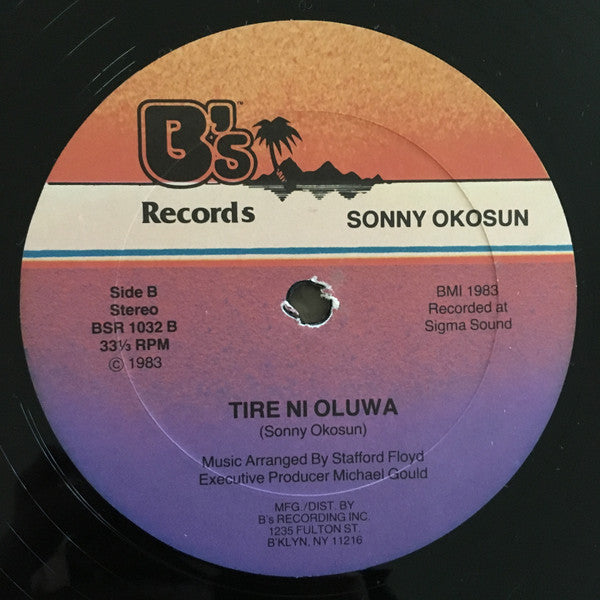 B's™
Records
SONNY OKOSUN
Side B
Stereo
BSR 1032 B
33⅓ RPM
© 1983
BMI 1983
Recorded at
Sigma Sound
TIRE NI OLUWA
(Sonny Okosun)
Music Arranged By Stafford Floyd
Executive Producer Michael Gould
MFG./DIST. BY
B's RECORDING INC.
1235 FULTON ST.
B'KLYN, NY 11216